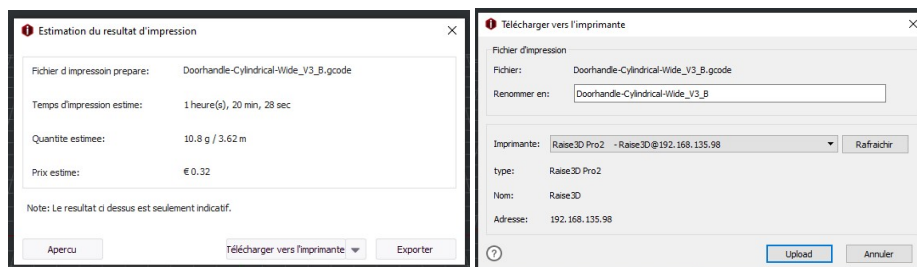 Estimation du resultat d'impression
Fichier d impressoin prepare: Doorhandle-Cylindrical-Wide_V3_B.gcode
Temps d'impression estime: 1 heure(s), 20 min, 28 sec
Quantite estimee: 10.8 g / 3.62 m
Prix estime: € 0.32
Note: Le resultat ci dessus est seulement indicatif.
Apercu Télécharger vers l'imprimante Exporter
Télécharger vers l'imprimante
Fichier d'impression
Fichier: Doorhandle-Cylindrical-Wide_V3_B.gcode
Renommer en: Doorhandle-Cylindrical-Wide_V3_B
Imprimante: Raise3D Pro2 - Raise3D@192.168.135.98 Rafraichir
type: Raise3D Pro2
Nom: Raise3D
Adresse: 192.168.135.98
Upload Annuler